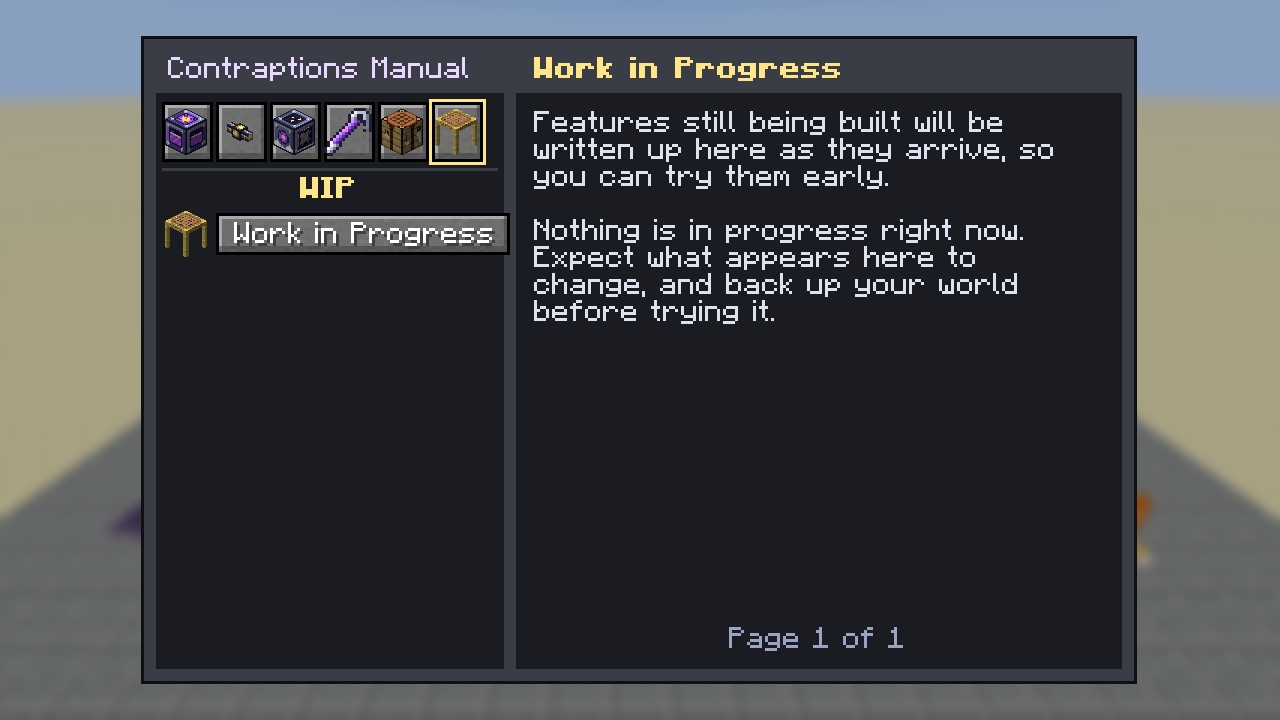 Contraptions Manual
WIP
Work in Progress
Work in Progress
Features still being built will be
written up here as they arrive, so
you can try them early.
Nothing is in progress right now.
Expect what appears here to
change, and back up your world
before trying it.
Page 1 of 1